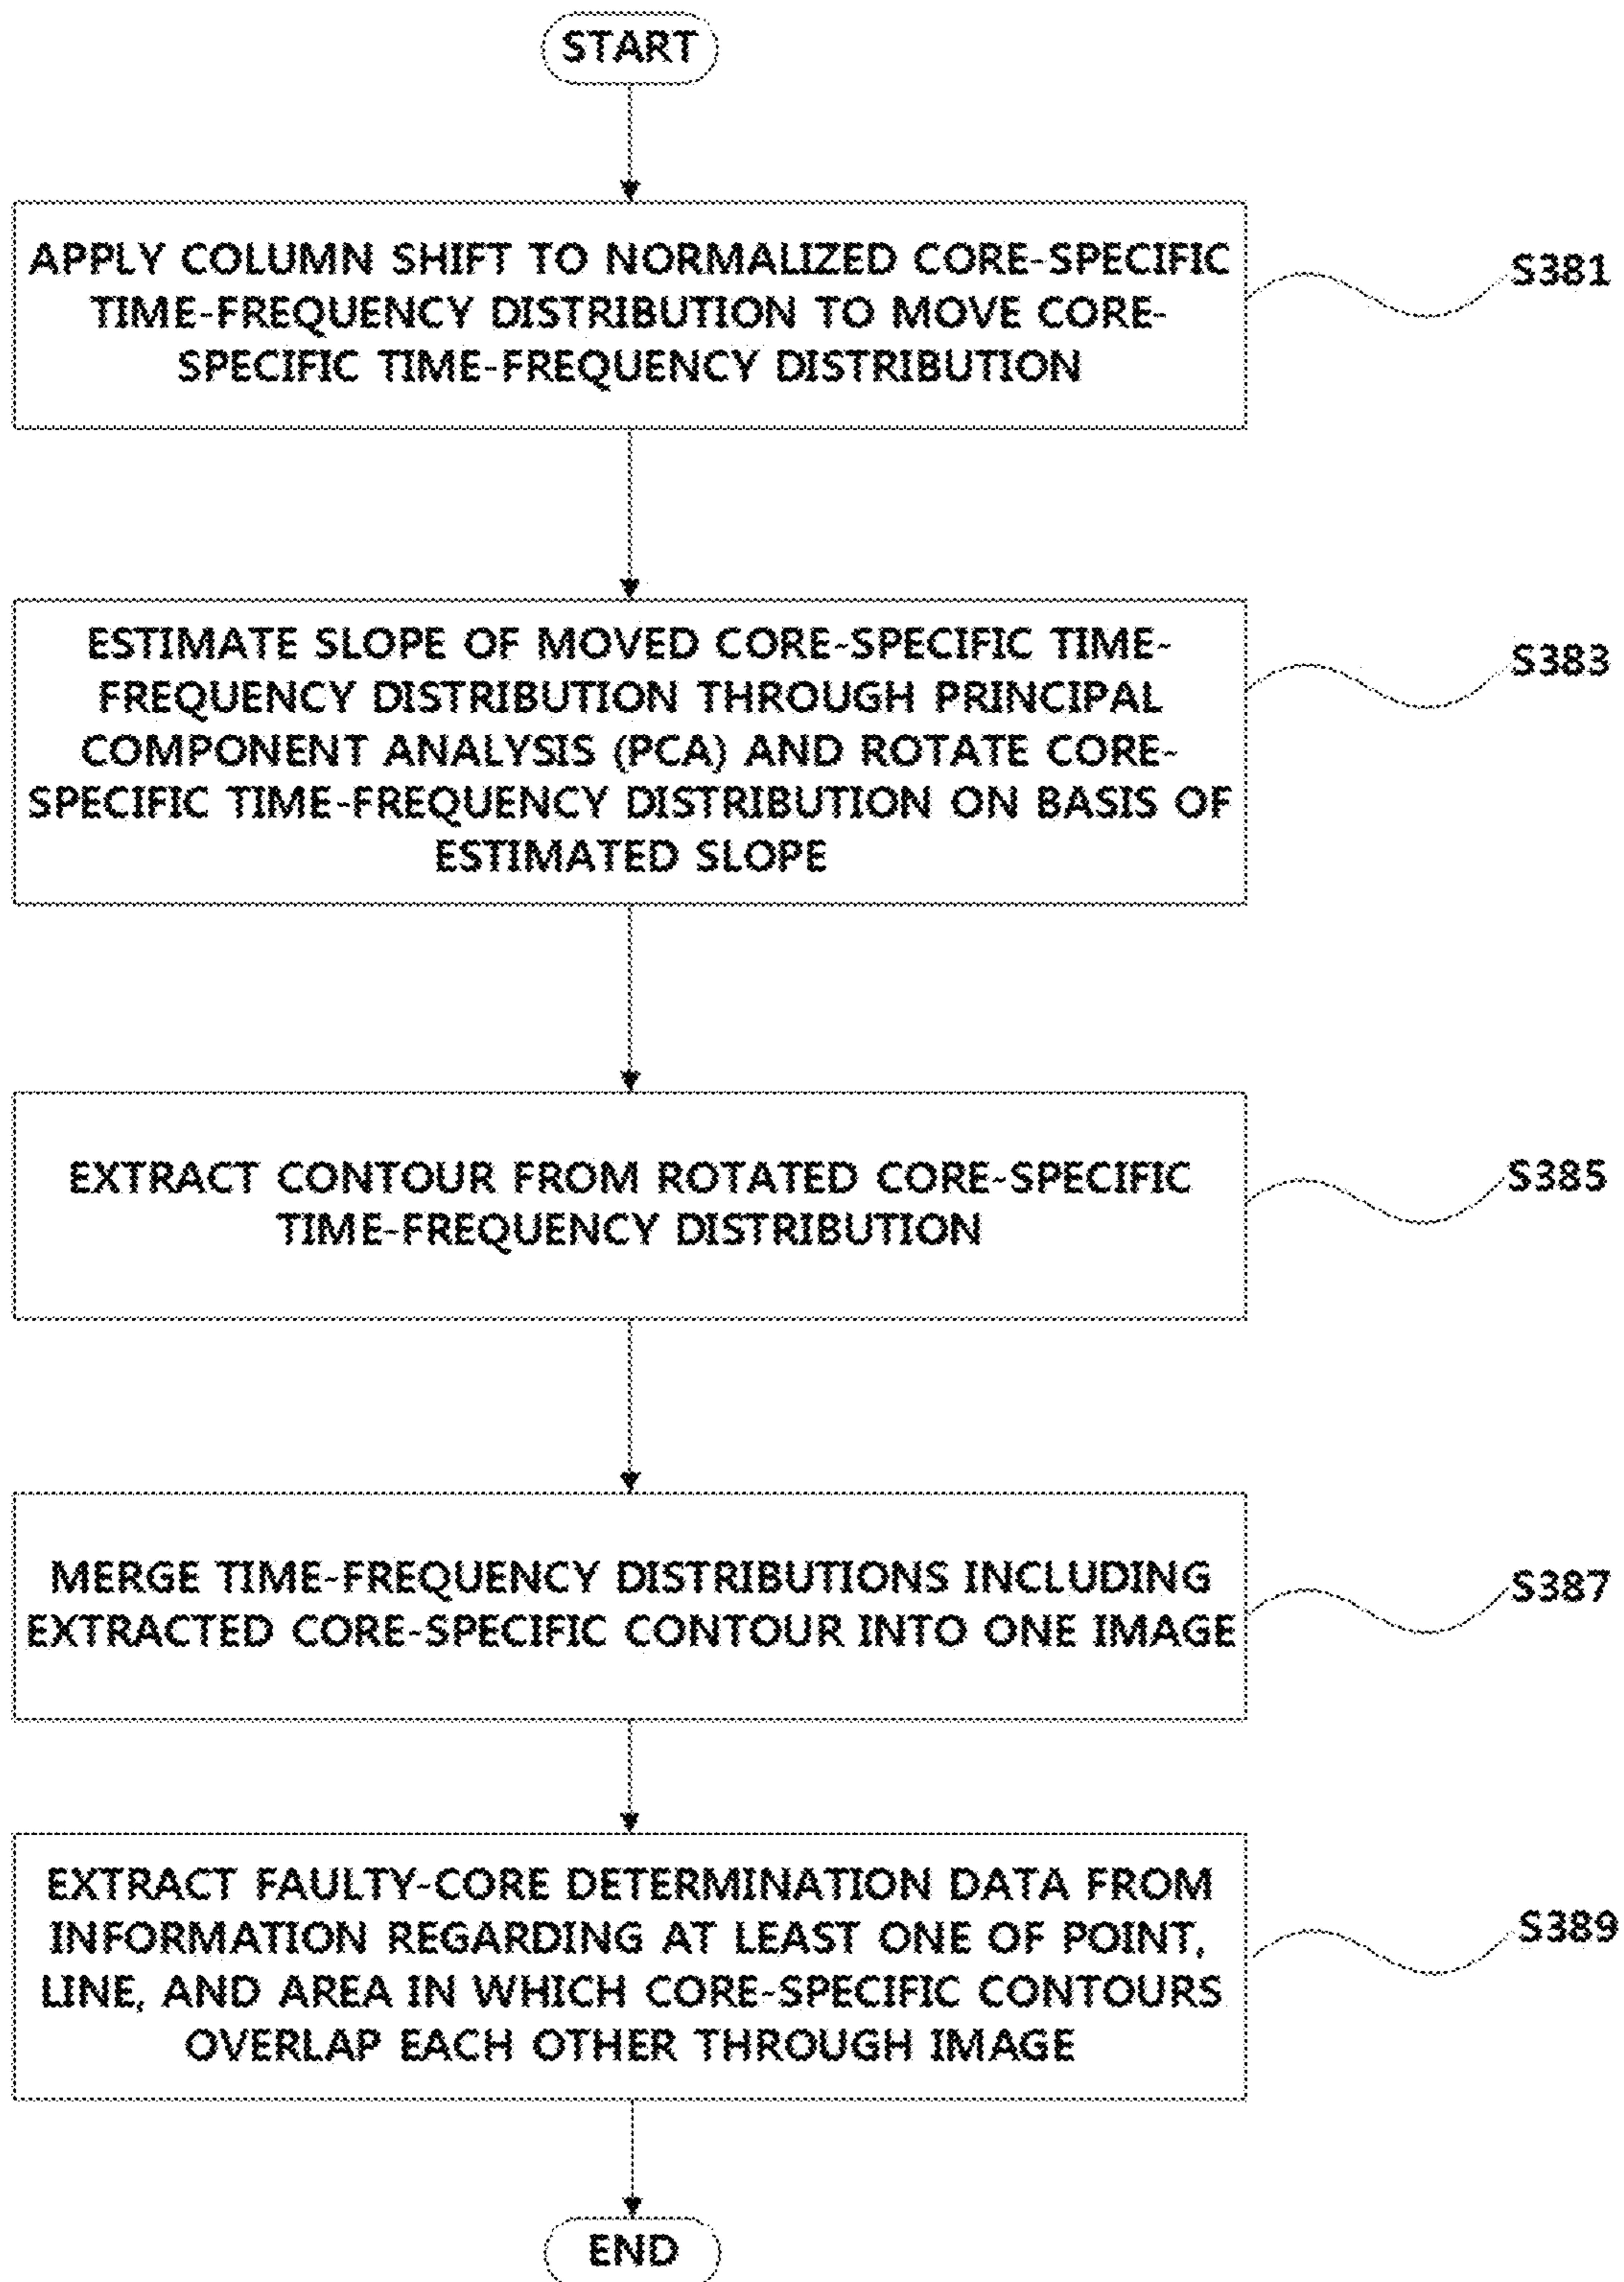 START
APPLY COLUMN SHIFT TO NORMALIZED CORE-SPECIFIC
TIME-FREQUENCY DISTRIBUTION TO MOVE CORE-
SPECIFIC TIME-FREQUENCY DISTRIBUTION
S381
ESTIMATE SLOPE OF MOVED CORE-SPECIFIC TIME-
FREQUENCY DISTRIBUTION THROUGH PRINCIPAL
COMPONENT ANALYSIS (PCA) AND ROTATE CORE-
SPECIFIC TIME-FREQUENCY DISTRIBUTION ON BASIS OF
ESTIMATED SLOPE
S383
EXTRACT CONTOUR FROM ROTATED CORE-SPECIFIC
TIME-FREQUENCY DISTRIBUTION
S385
MERGE TIME-FREQUENCY DISTRIBUTIONS INCLUDING
EXTRACTED CORE-SPECIFIC CONTOUR INTO ONE IMAGE
S387
EXTRACT FAULTY-CORE DETERMINATION DATA FROM
INFORMATION REGARDING AT LEAST ONE OF POINT,
LINE, AND AREA IN WHICH CORE-SPECIFIC CONTOURS
OVERLAP EACH OTHER THROUGH IMAGE
S389
END